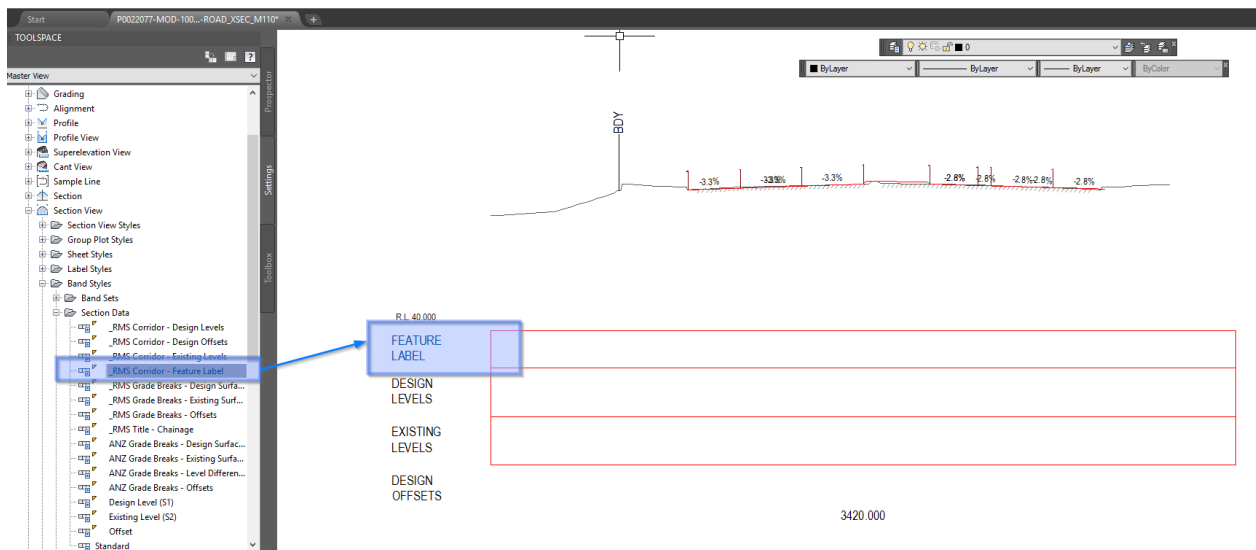 Start
P0022077-MOD-100...-ROAD_XSEC_M110*
TOOLSPACE
Master View
Grading
Alignment
Profile
Profile View
Superelevation View
Cant View
Sample Line
Section
Section View
Section View Styles
Group Plot Styles
Sheet Styles
Label Styles
Band Styles
Band Sets
Section Data
_RMS Corridor - Design Levels
_RMS Corridor - Design Offsets
_RMS Corridor - Existing Levels
_RMS Corridor - Feature Label
_RMS Grade Breaks - Design Surfa...
_RMS Grade Breaks - Existing Surf...
_RMS Grade Breaks - Offsets
_RMS Title - Chainage
ANZ Grade Breaks - Design Surfac...
ANZ Grade Breaks - Existing Surfa...
ANZ Grade Breaks - Level Differen...
ANZ Grade Breaks - Offsets
Design Level (S1)
Existing Level (S2)
Offset
Standard
Prospector
Settings
Toolbox
0
ByLayer
ByLayer
ByLayer
ByColor
BDY
-3.3%
-3.3%
-2.8%
2.8%
-2.8%
2.8%
-2.8%
R.L. 40.000
FEATURE
LABEL
DESIGN
LEVELS
EXISTING
LEVELS
DESIGN
OFFSETS
3420.000